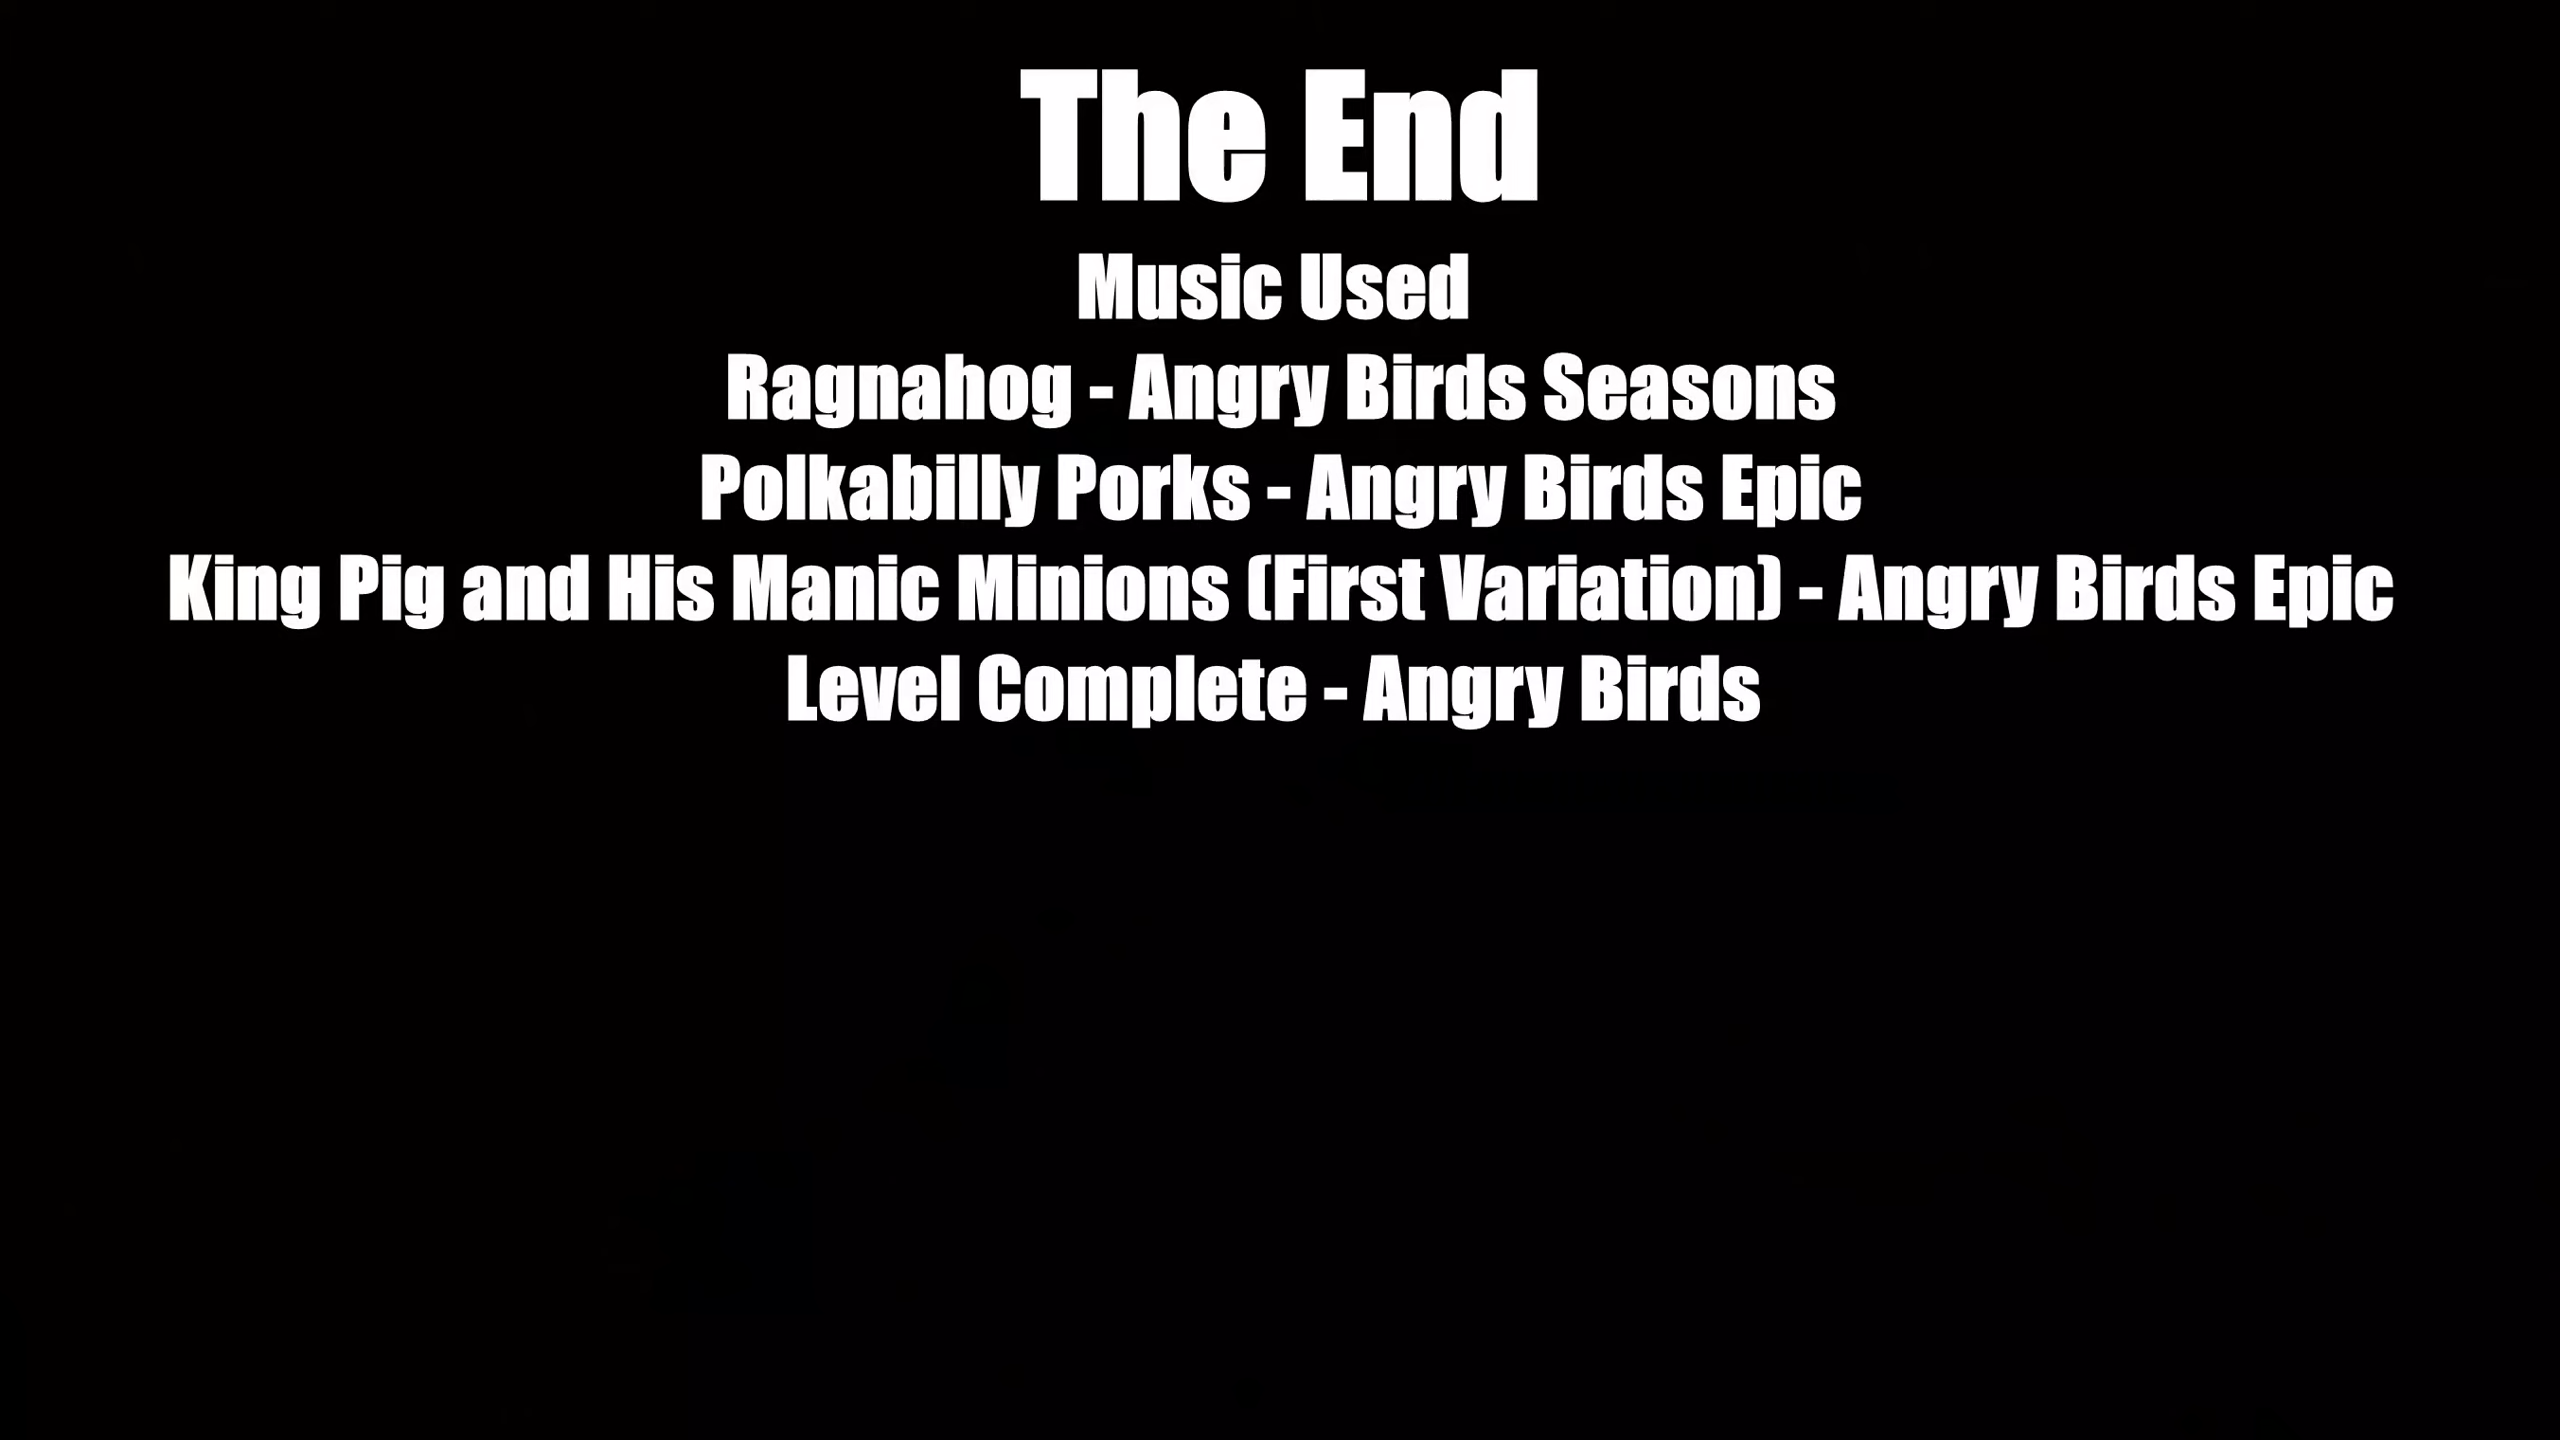 The End
Music Used
Ragnahog - Angry Birds Seasons
Polkabilly Porks - Angry Birds Epic
King Pig and His Manic Minions (First Variation) - Angry Birds Epic
Level Complete - Angry Birds